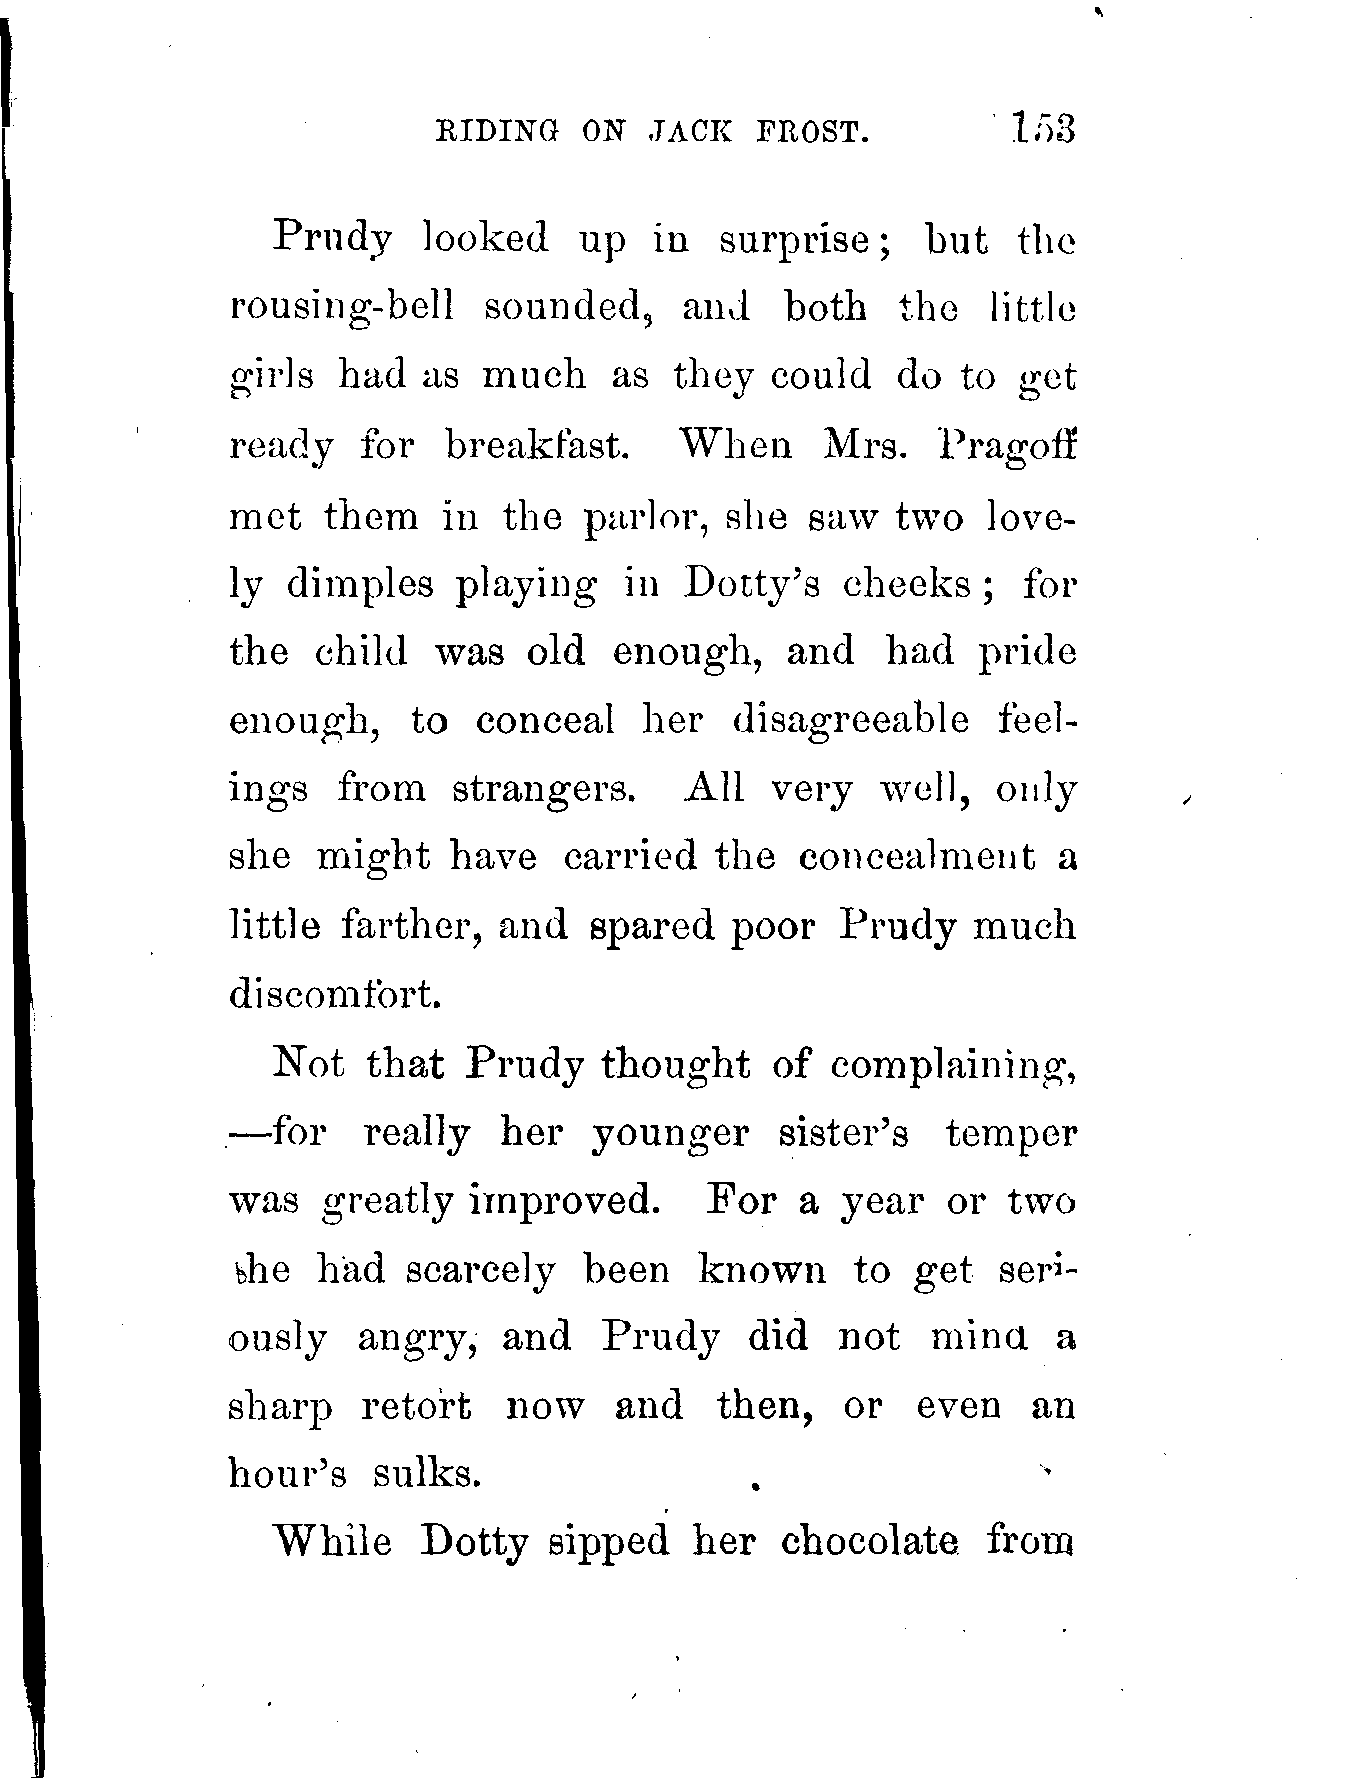 RIDING ON JACK FROST. 153
Prudy looked up in surprise; but the
rousing-bell sounded, and both the little
girls had as much as they could do to get
ready for breakfast. When Mrs. Pragoff
met them in the parlor, she saw two love-
ly dimples playing in Dotty's cheeks; for
the child was old enough, and had pride
enough, to conceal her disagreeable feel-
ings from strangers. All very well, only
she might have carried the concealment a
little farther, and spared poor Prudy much
discomfort.
Not that Prudy thought of complaining,
—for really her younger sister's temper
was greatly improved. For a year or two
she had scarcely been known to get seri-
ously angry, and Prudy did not mind a
sharp retort now and then, or even an
hour's sulks.
While Dotty sipped her chocolate from